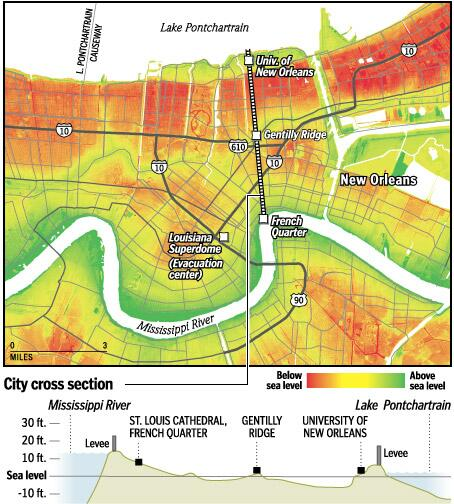 Lake Pontchartrain
L. PONTCHARTRAIN
CAUSEWAY
Univ. of
New Orleans
10
10
610
Gentilly Ridge
10
10
New Orleans
French
Quarter
Louisiana
Superdome
(Evacuation
center)
90
Mississippi River
0 3
MILES
City cross section
Below
sea level
Above
sea level
Mississippi River
Lake Pontchartrain
ST. LOUIS CATHEDRAL,
FRENCH QUARTER
GENTILLY
RIDGE
UNIVERSITY OF
NEW ORLEANS
30 ft.
20 ft.
10 ft.
Sea level
-10 ft.
Levee
Levee